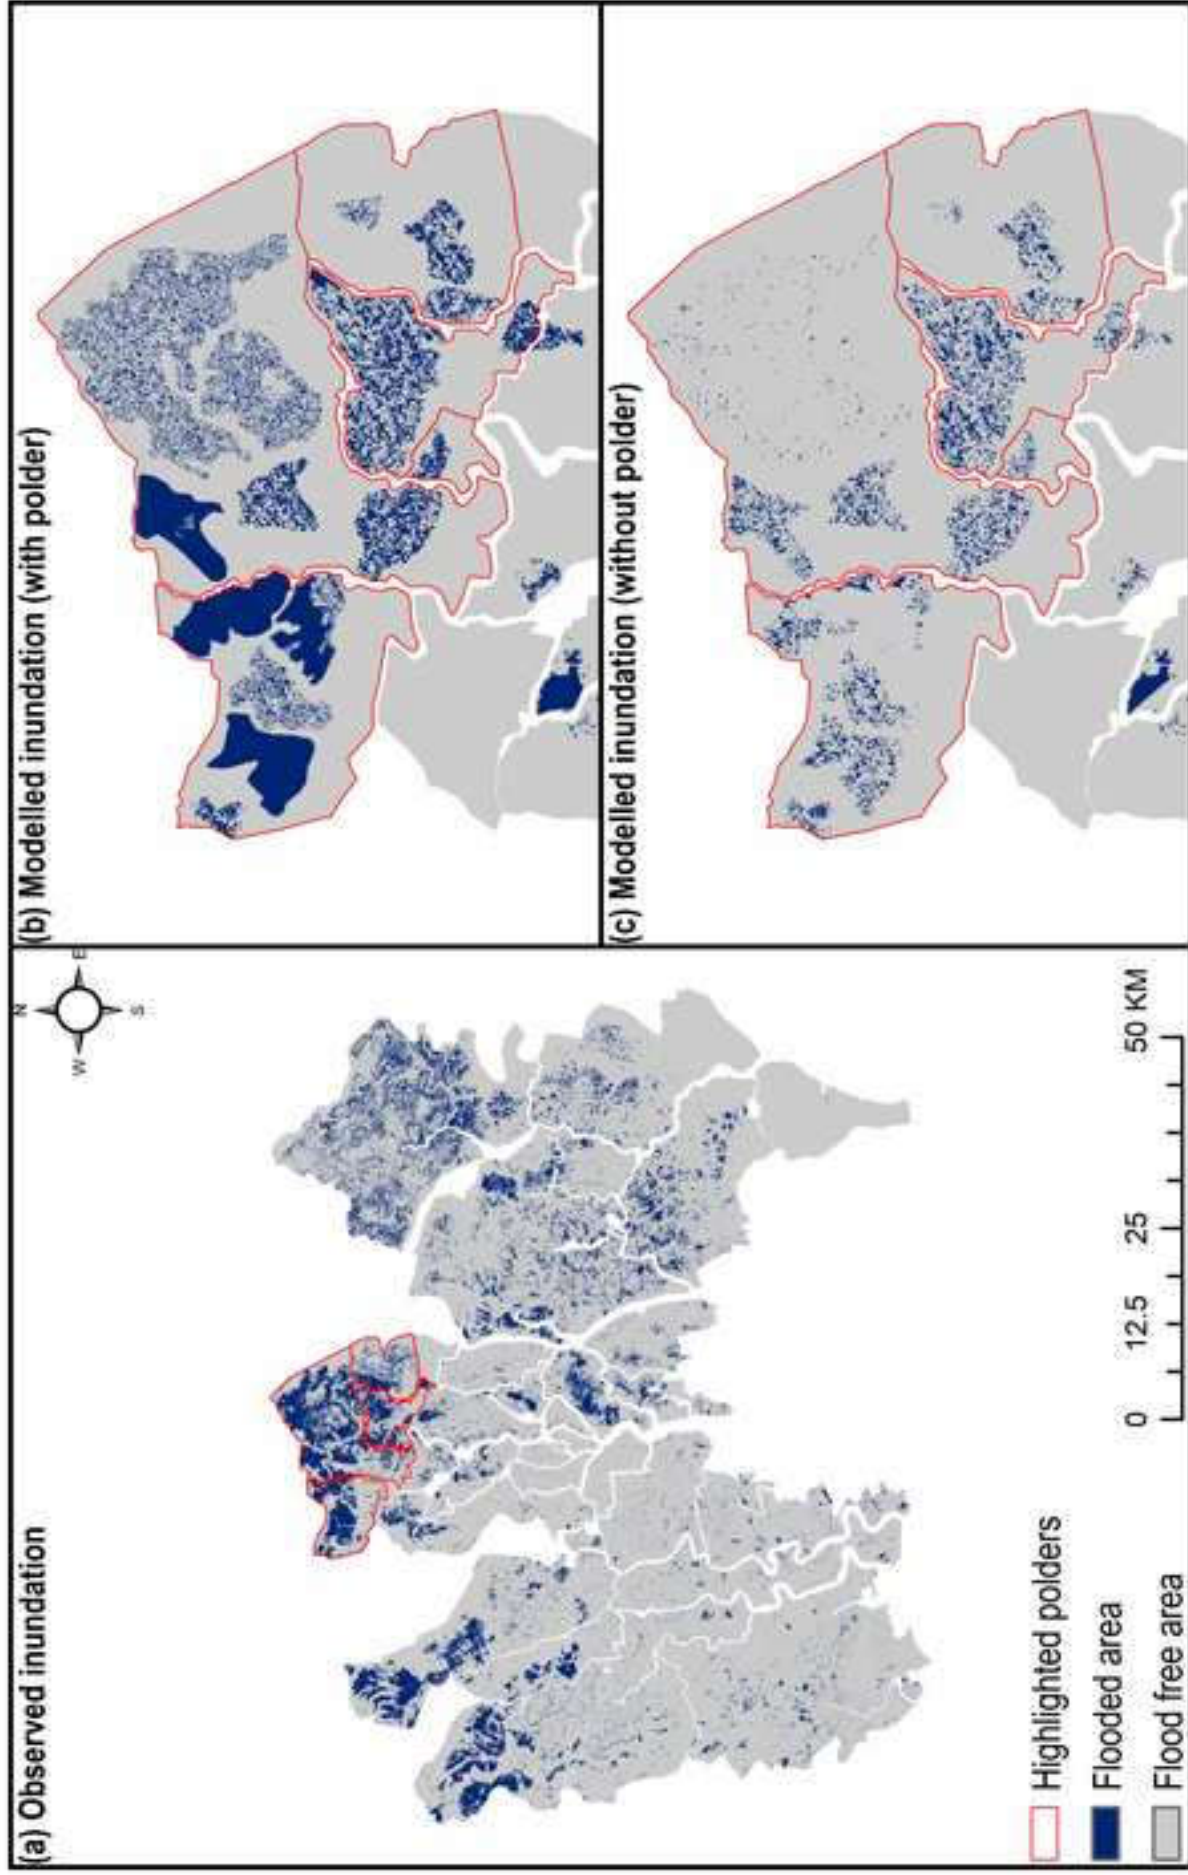 (a) Observed inundation
N
W
E
S
Highlighted polders
Flooded area
Flood free area
0
12.5
25
50 KM
(b) Modelled inundation (with polder)
(c) Modelled inundation (without polder)